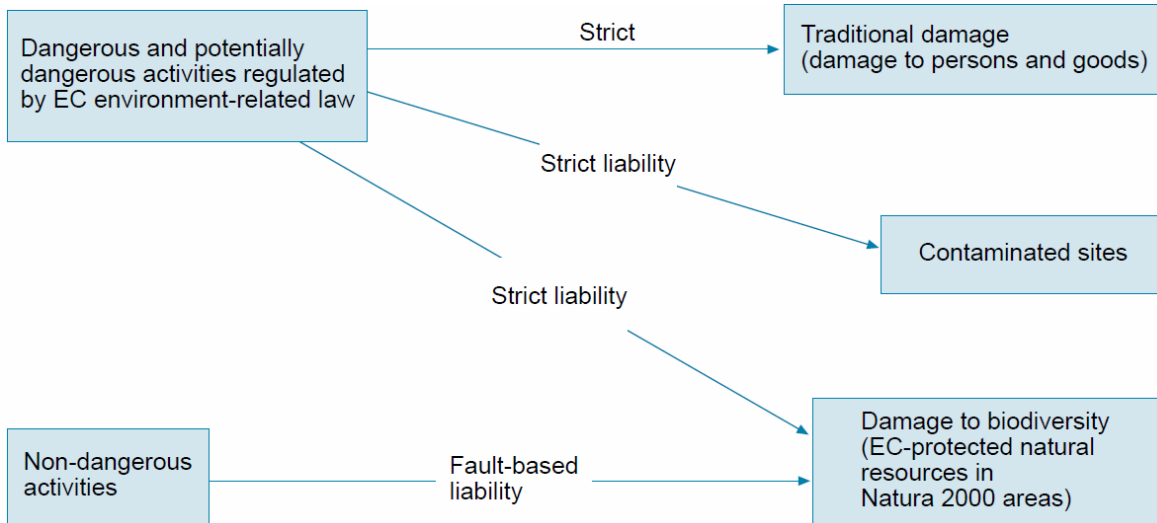 Dangerous and potentially
dangerous activities regulated
by EC environment-related law
Strict
Traditional damage
(damage to persons and goods)
Strict liability
Contaminated sites
Strict liability
Damage to biodiversity
(EC-protected natural
resources in
Natura 2000 areas)
Non-dangerous
activities
Fault-based
liability